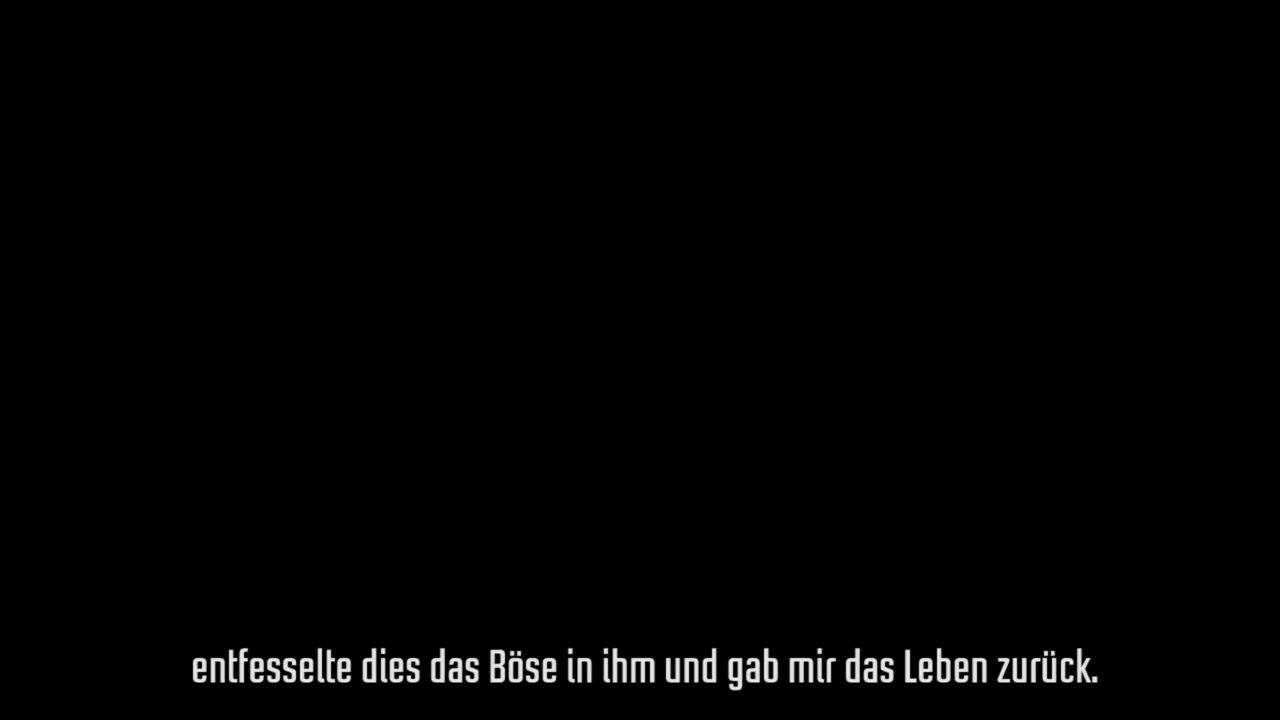 entfesselte dies das Böse in ihm und gab mir das Leben zurück.